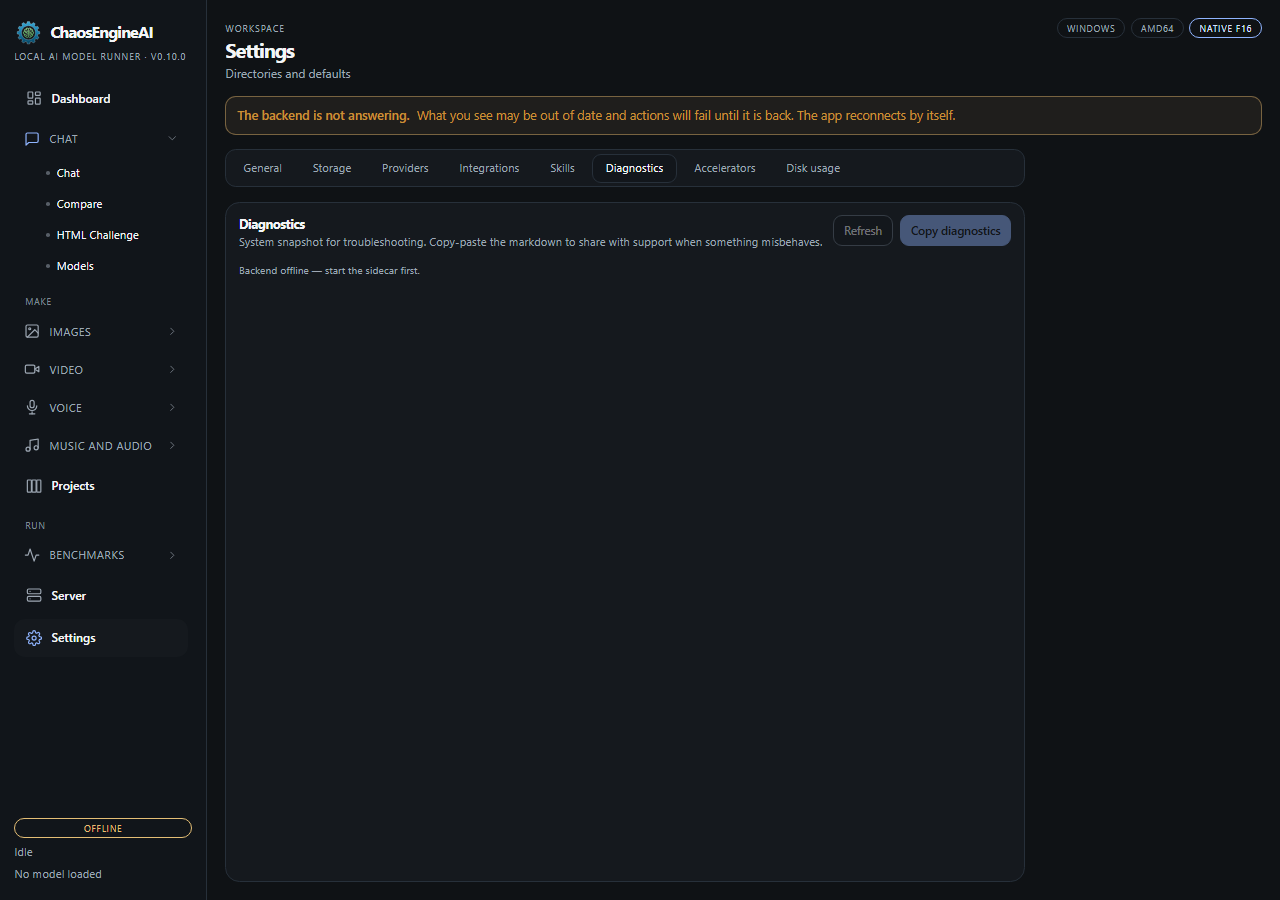 ChaosEngineAI
LOCAL AI MODEL RUNNER · V0.10.0
Dashboard
CHAT
Chat
Compare
HTML Challenge
Models
MAKE
IMAGES
VIDEO
VOICE
MUSIC AND AUDIO
Projects
RUN
BENCHMARKS
Server
Settings
OFFLINE
Idle
No model loaded
WORKSPACE
Settings
Directories and defaults
WINDOWS
AMD64
NATIVE F16
The backend is not answering. What you see may be out of date and actions will fail until it is back. The app reconnects by itself.
General
Storage
Providers
Integrations
Skills
Diagnostics
Accelerators
Disk usage
Diagnostics
System snapshot for troubleshooting. Copy-paste the markdown to share with support when something misbehaves.
Refresh
Copy diagnostics
Backend offline — start the sidecar first.